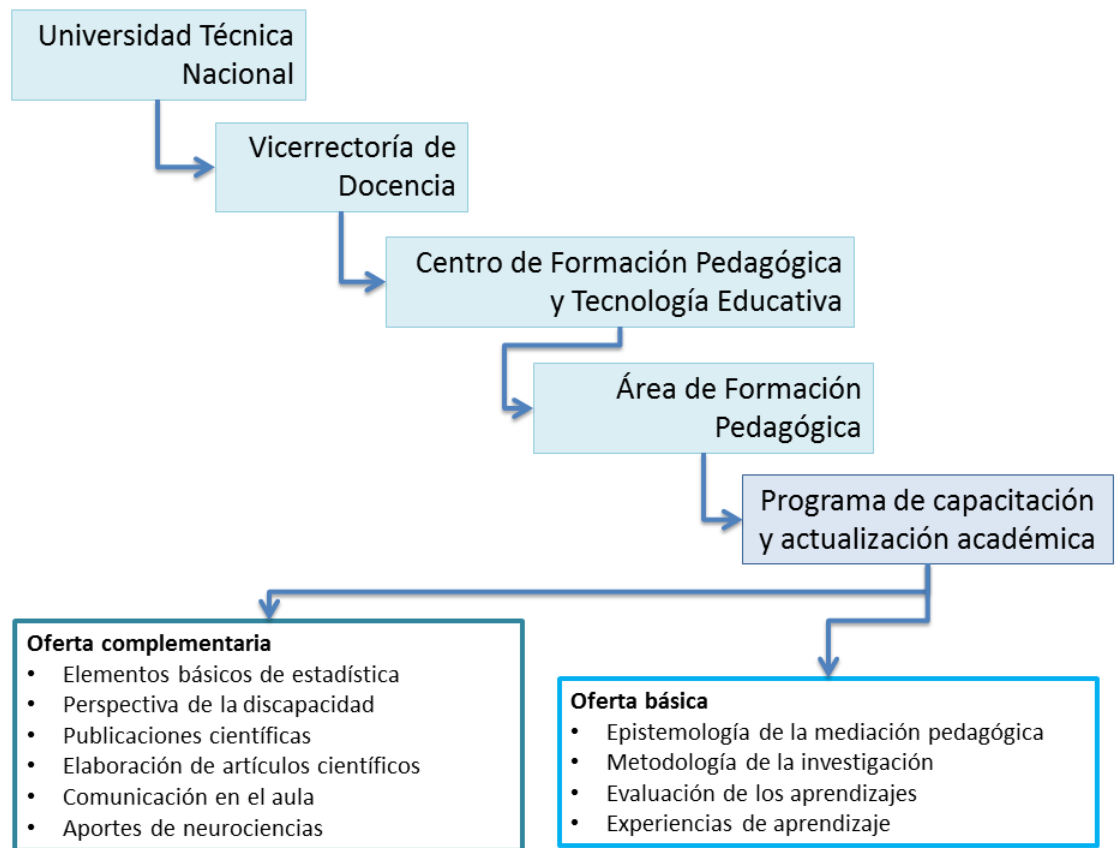 Universidad Técnica
Nacional
Vicerrectoría de
Docencia
Centro de Formación Pedagógica
y Tecnología Educativa
Área de Formación
Pedagógica
Programa de capacitación
y actualización académica
Oferta complementaria
• Elementos básicos de estadística
• Perspectiva de la discapacidad
• Publicaciones científicas
• Elaboración de artículos científicos
• Comunicación en el aula
• Aportes de neurociencias
Oferta básica
• Epistemología de la mediación pedagógica
• Metodología de la investigación
• Evaluación de los aprendizajes
• Experiencias de aprendizaje